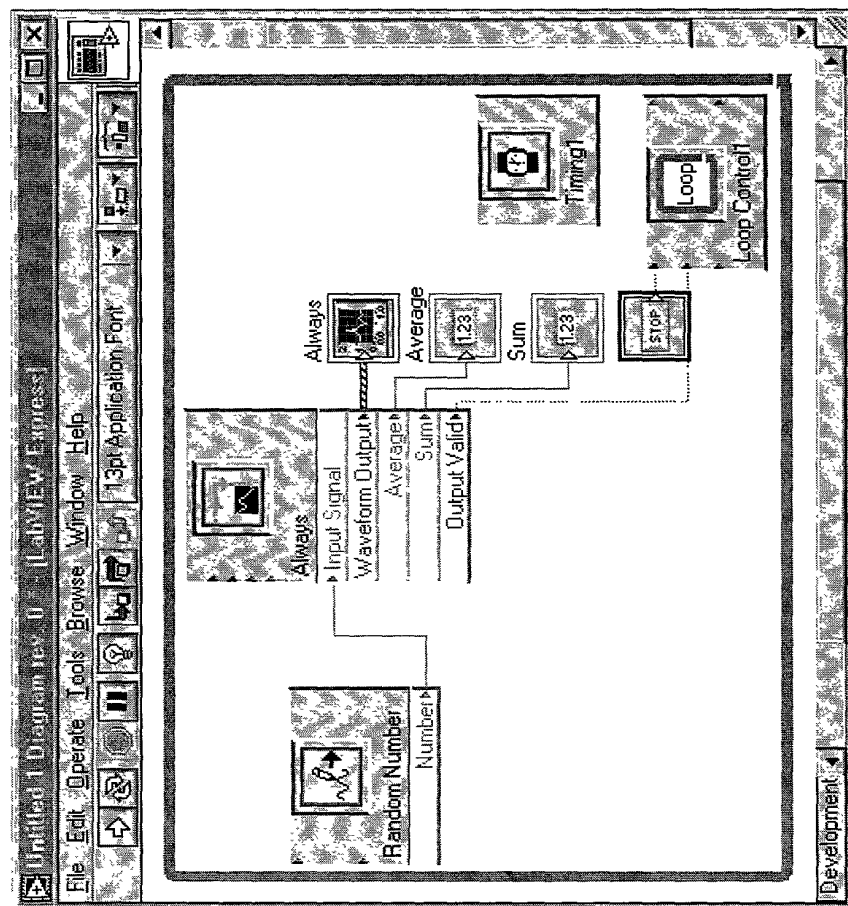 Untitled 1 Diagram rev. 0 * [LabVIEW Express]
File Edit Operate Tools Browse Window Help
13pt Application Font
Always
Input Signal
Waveform Output
Average
Sum
Output Valid
Always
Average
1.23
Sum
1.23
STOP
Random Number
Number
Timing1
Loop
Loop Control1
Development